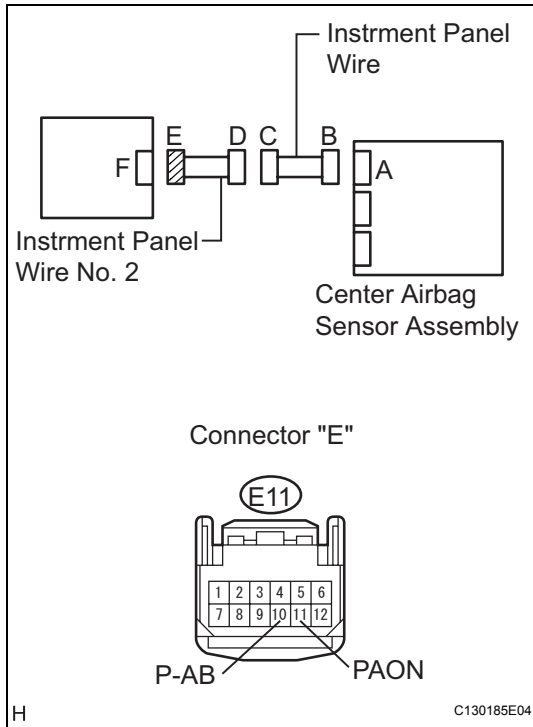 Instrment Panel
Wire
E D C B
F A
Instrment Panel
Wire No. 2
Center Airbag
Sensor Assembly
Connector "E"
E11
1 2 3 4 5 6
7 8 9 10 11 12
P-AB PAON
H C130185E04